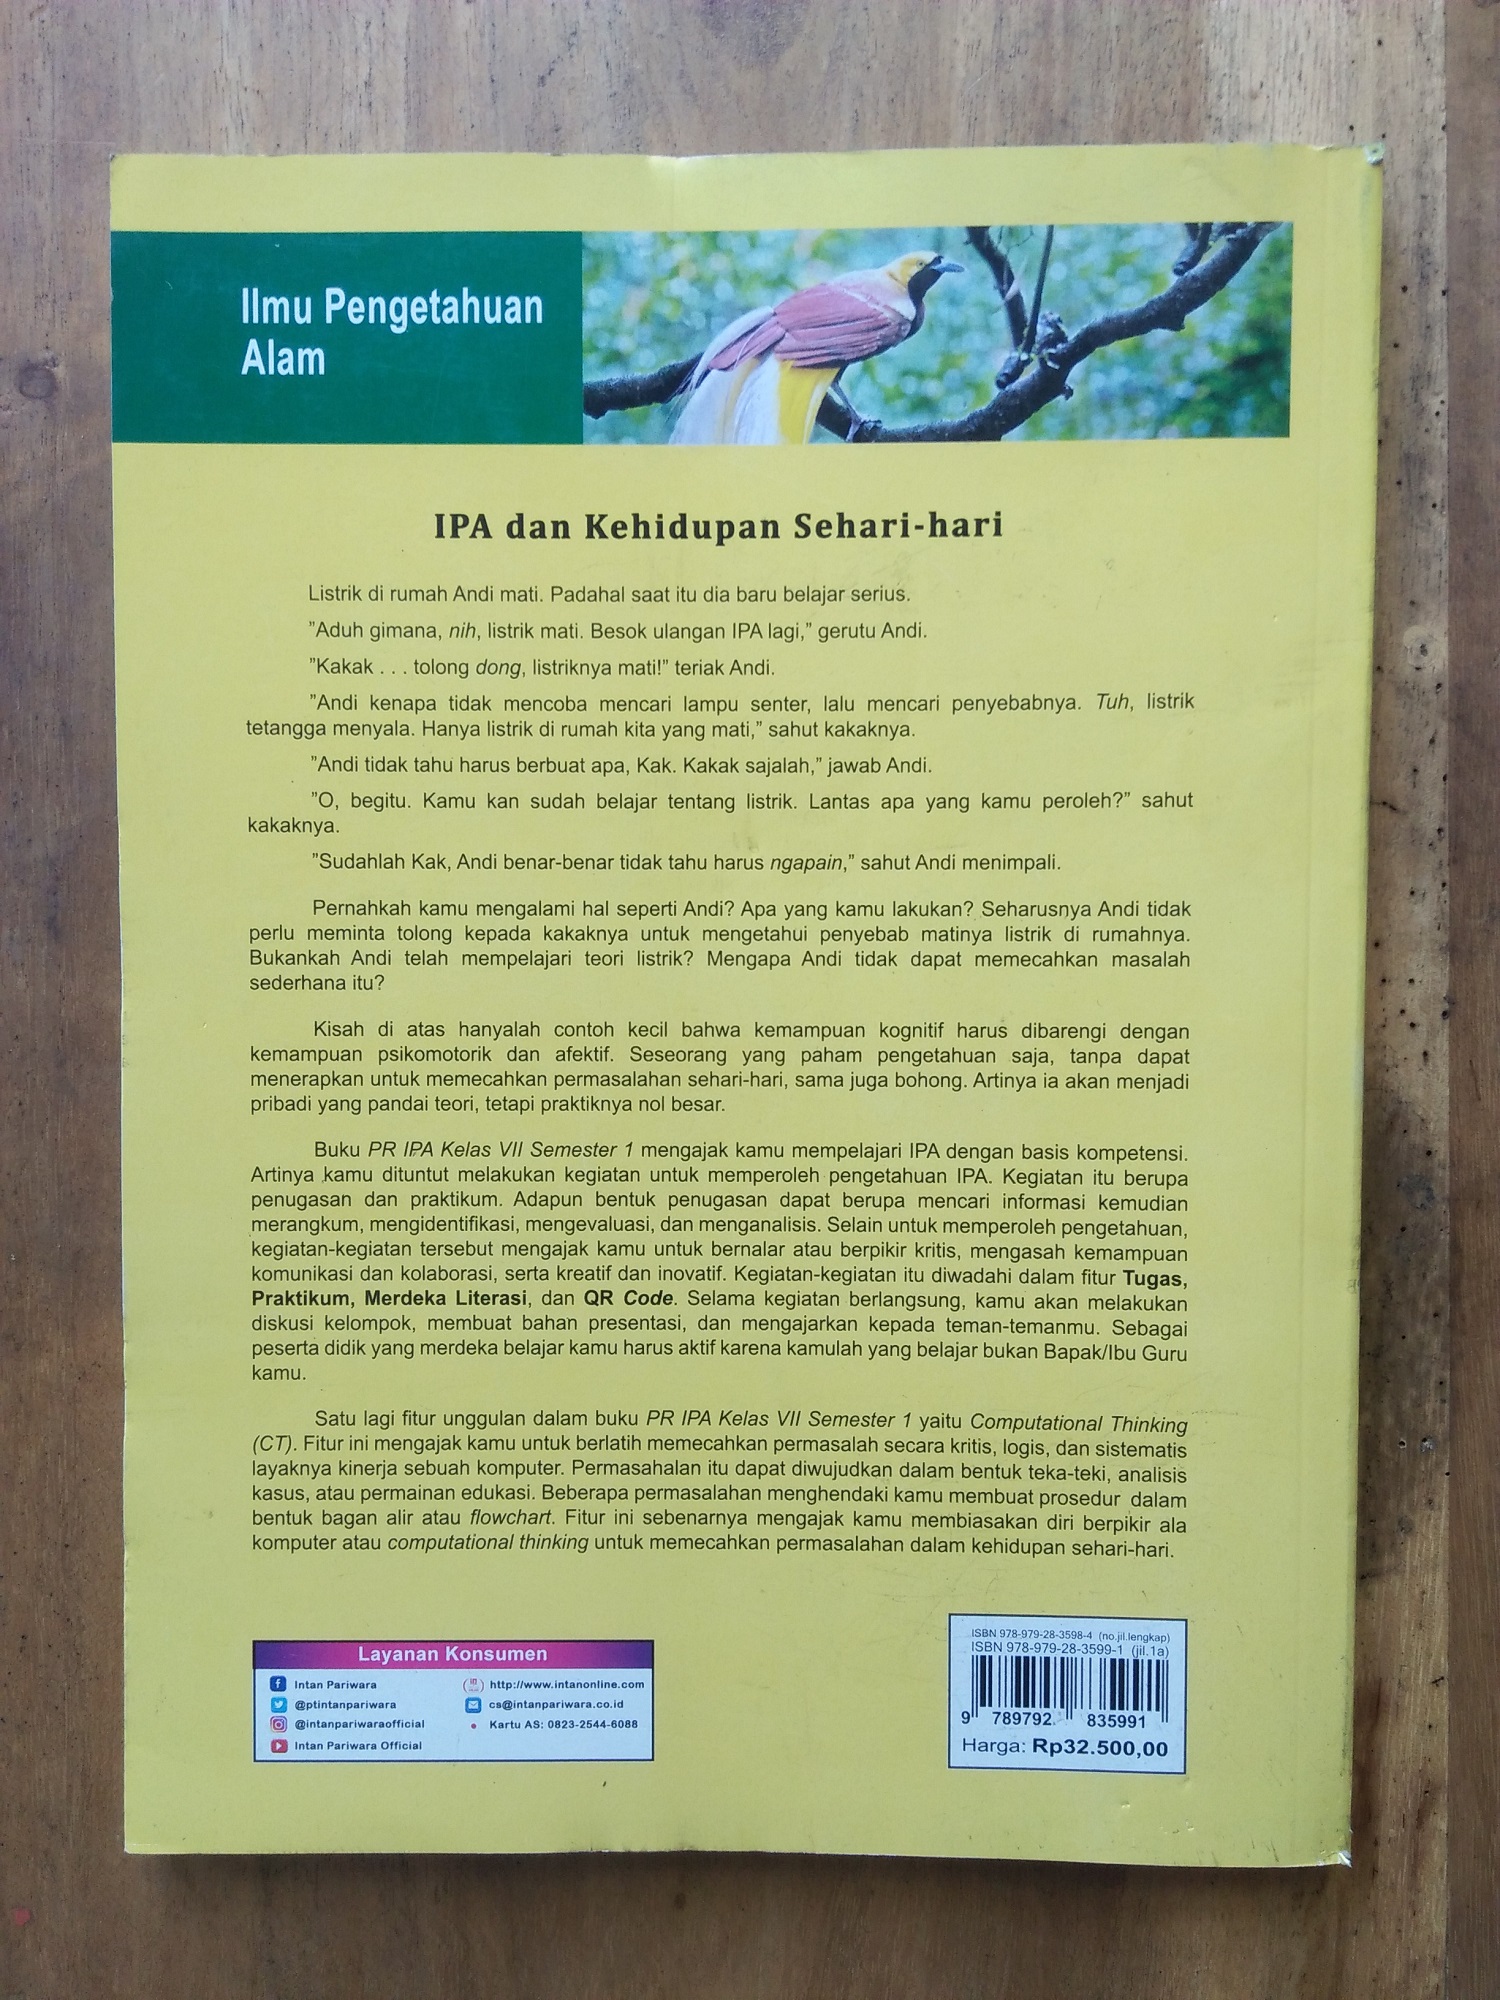 Ilmu Pengetahuan
Alam
IPA dan Kehidupan Sehari-hari
Listrik di rumah Andi mati. Padahal saat itu dia baru belajar serius.
”Aduh gimana, nih, listrik mati. Besok ulangan IPA lagi,” gerutu Andi.
”Kakak . . . tolong dong, listriknya mati!” teriak Andi.
”Andi kenapa tidak mencoba mencari lampu senter, lalu mencari penyebabnya. Tuh, listrik
tetangga menyala. Hanya listrik di rumah kita yang mati,” sahut kakaknya.
”Andi tidak tahu harus berbuat apa, Kak. Kakak sajalah,” jawab Andi.
”O, begitu. Kamu kan sudah belajar tentang listrik. Lantas apa yang kamu peroleh?” sahut
kakaknya.
”Sudahlah Kak, Andi benar-benar tidak tahu harus ngapain,” sahut Andi menimpali.
Pernahkah kamu mengalami hal seperti Andi? Apa yang kamu lakukan? Seharusnya Andi tidak
perlu meminta tolong kepada kakaknya untuk mengetahui penyebab matinya listrik di rumahnya.
Bukankah Andi telah mempelajari teori listrik? Mengapa Andi tidak dapat memecahkan masalah
sederhana itu?
Kisah di atas hanyalah contoh kecil bahwa kemampuan kognitif harus dibarengi dengan
kemampuan psikomotorik dan afektif. Seseorang yang paham pengetahuan saja, tanpa dapat
menerapkan untuk memecahkan permasalahan sehari-hari, sama juga bohong. Artinya ia akan menjadi
pribadi yang pandai teori, tetapi praktiknya nol besar.
Buku PR IPA Kelas VII Semester 1 mengajak kamu mempelajari IPA dengan basis kompetensi.
Artinya kamu dituntut melakukan kegiatan untuk memperoleh pengetahuan IPA. Kegiatan itu berupa
penugasan dan praktikum. Adapun bentuk penugasan dapat berupa mencari informasi kemudian
merangkum, mengidentifikasi, mengevaluasi, dan menganalisis. Selain untuk memperoleh pengetahuan,
kegiatan-kegiatan tersebut mengajak kamu untuk bernalar atau berpikir kritis, mengasah kemampuan
komunikasi dan kolaborasi, serta kreatif dan inovatif. Kegiatan-kegiatan itu diwadahi dalam fitur Tugas,
Praktikum, Merdeka Literasi, dan QR Code. Selama kegiatan berlangsung, kamu akan melakukan
diskusi kelompok, membuat bahan presentasi, dan mengajarkan kepada teman-temanmu. Sebagai
peserta didik yang merdeka belajar kamu harus aktif karena kamulah yang belajar bukan Bapak/Ibu Guru
kamu.
Satu lagi fitur unggulan dalam buku PR IPA Kelas VII Semester 1 yaitu Computational Thinking
(CT). Fitur ini mengajak kamu untuk berlatih memecahkan permasalah secara kritis, logis, dan sistematis
layaknya kinerja sebuah komputer. Permasahalan itu dapat diwujudkan dalam bentuk teka-teki, analisis
kasus, atau permainan edukasi. Beberapa permasalahan menghendaki kamu membuat prosedur dalam
bentuk bagan alir atau flowchart. Fitur ini sebenarnya mengajak kamu membiasakan diri berpikir ala
komputer atau computational thinking untuk memecahkan permasalahan dalam kehidupan sehari-hari.
Layanan Konsumen
Intan Pariwara
@ptintanpariwara
@intanpariwaraofficial
Intan Pariwara Official
http://www.intanonline.com
cs@intanpariwara.co.id
Kartu AS: 0823-2544-6088
ISBN 978-979-28-3598-4 (no.jil.lengkap)
ISBN 978-979-28-3599-1 (jil.1a)
9 789792 835991
Harga: Rp32.500,00